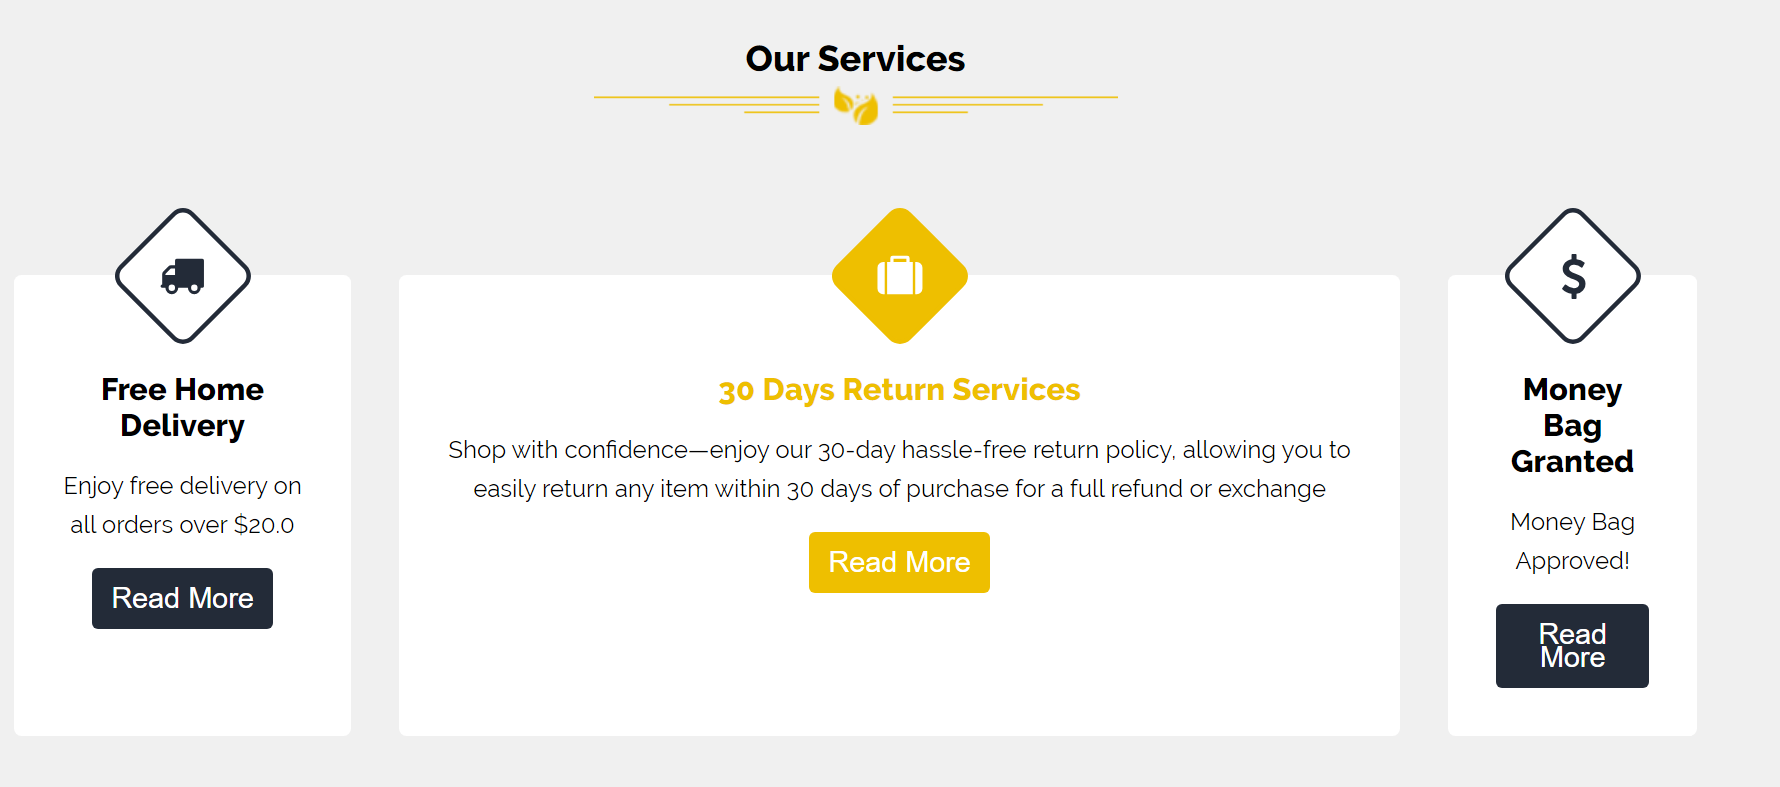 Our Services
Free Home
Delivery
Enjoy free delivery on
all orders over $20.0
Read More
30 Days Return Services
Shop with confidence—enjoy our 30-day hassle-free return policy, allowing you to
easily return any item within 30 days of purchase for a full refund or exchange
Read More
$
Money
Bag
Granted
Money Bag
Approved!
Read
More